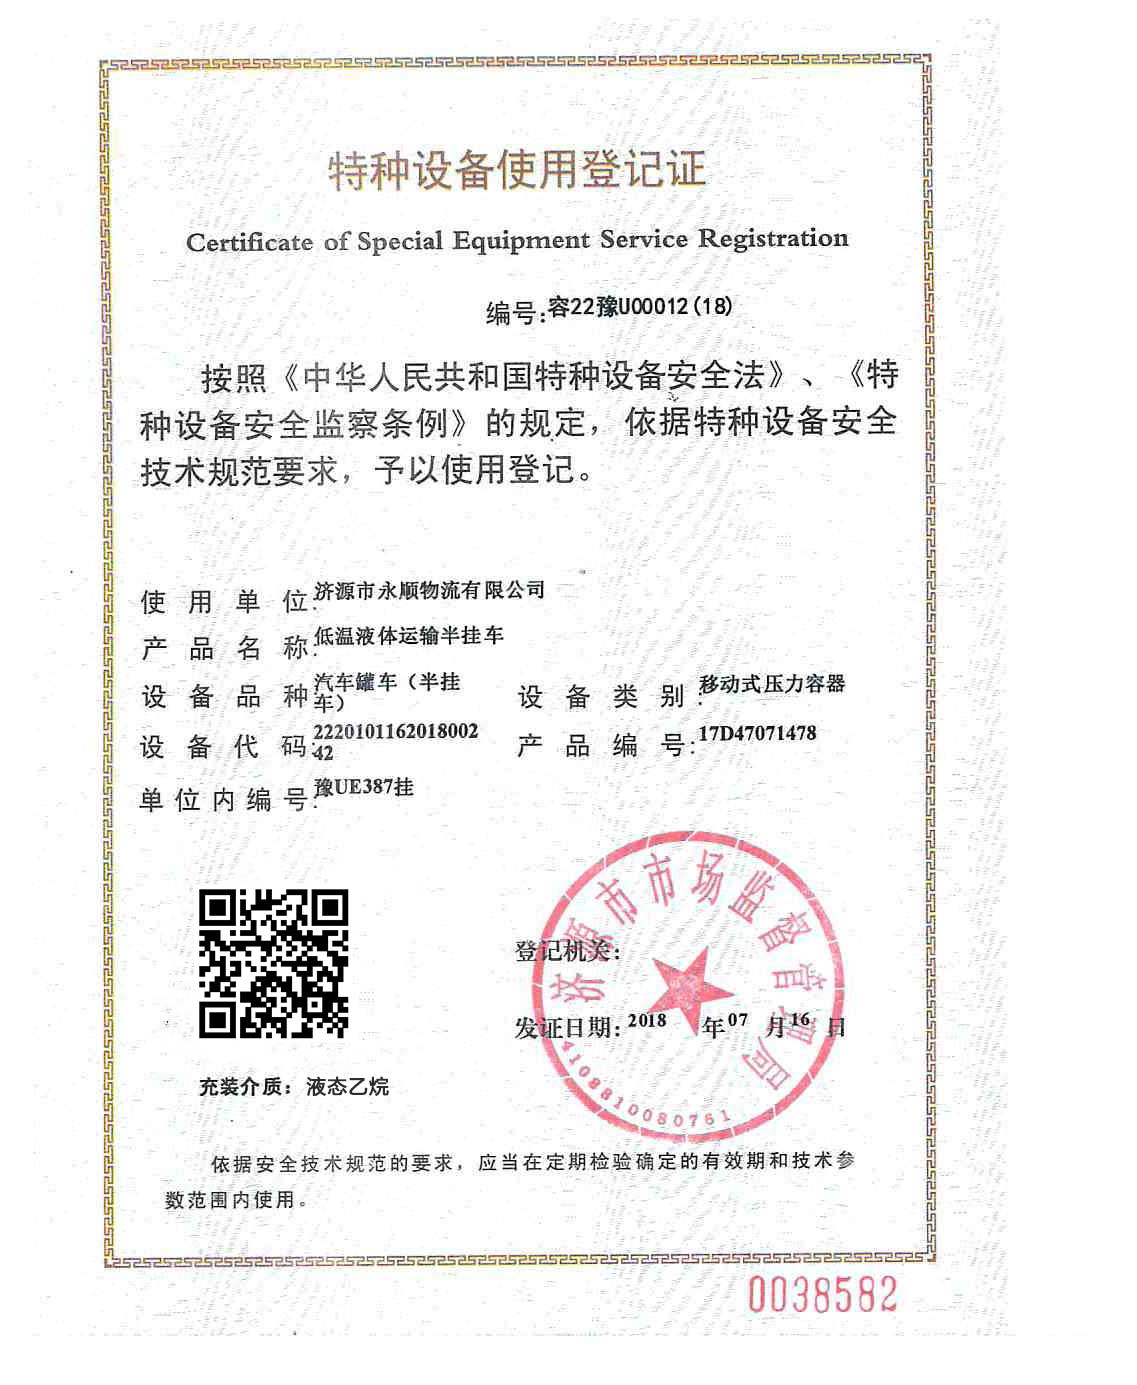 特种设备使用登记证
Certificate of Special Equipment Service Registration
编号:容22豫U00012(18)
按照《中华人民共和国特种设备安全法》、《特
种设备安全监察条例》的规定，依据特种设备安全
技术规范要求，予以使用登记。
使用单位:济源市永顺物流有限公司
产品名称:低温液体运输半挂车
设备品种:汽车罐车（半挂
车） 设备类别:移动式压力容器
设备代码:2220101162018002
42 产品编号:17D47071478
单位内编号:豫UE387挂
济源市市场监督管理局
登记机关:
发证日期:2018 年07 月16 日
4108810080761
充装介质：液态乙烷
依据安全技术规范的要求，应当在定期检验确定的有效期和技术参
数范围内使用。
0038582